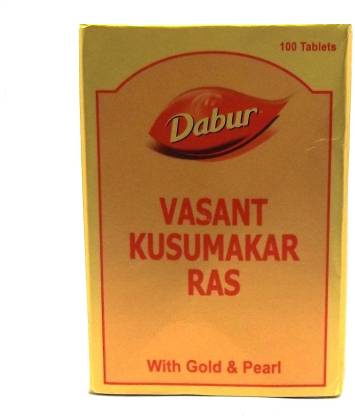 100 Tablets
Dabur
VASANT
KUSUMAKAR
RAS
With Gold & Pearl